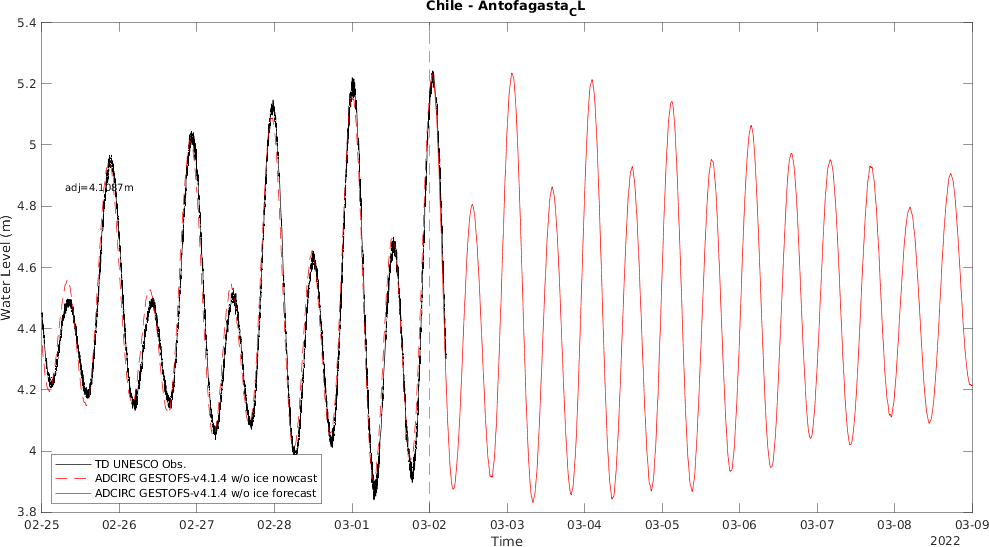 Chile - Antofagasta_CL
5.4
5.2
5
4.8
4.6
4.4
4.2
4
3.8
Water Level (m)
adj=4.1087m
TD UNESCO Obs.
ADCIRC GESTOFS-v4.1.4 w/o ice nowcast
ADCIRC GESTOFS-v4.1.4 w/o ice forecast
02-25 02-26 02-27 02-28 03-01 03-02 03-03 03-04 03-05 03-06 03-07 03-08 03-09
Time
2022